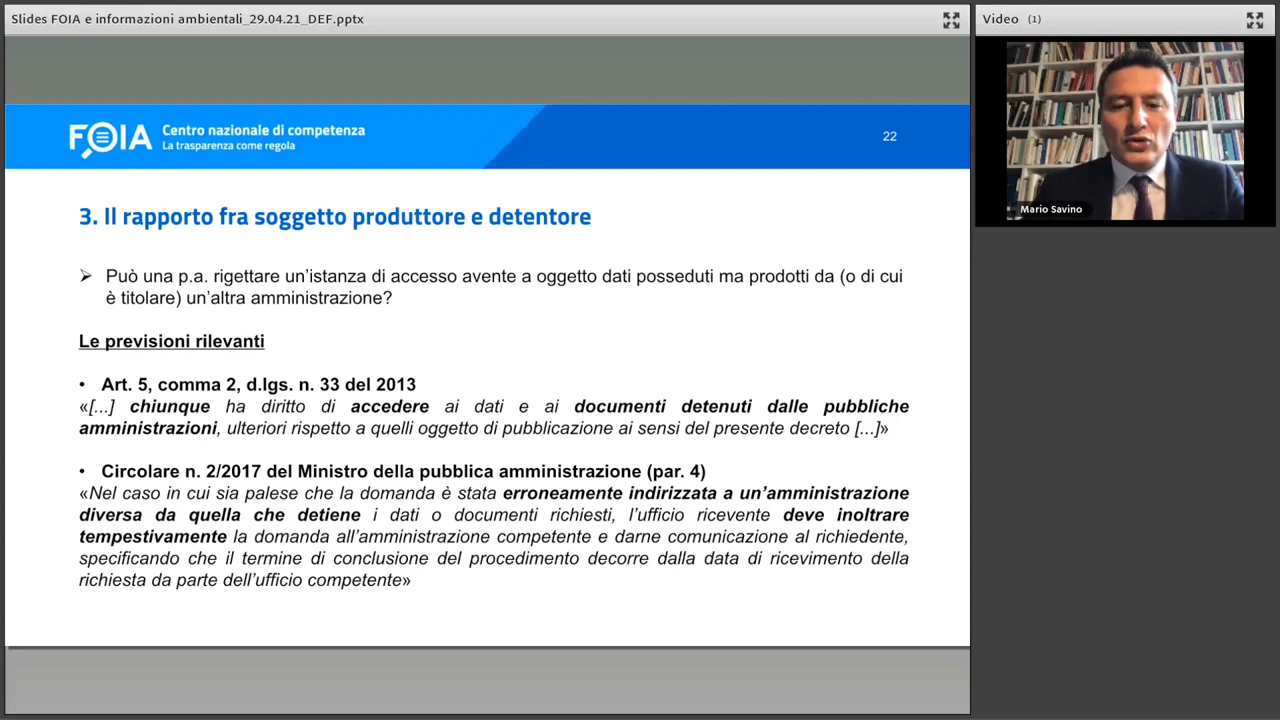 Slides FOIA e informazioni ambientali_29.04.21_DEF.pptx
Video (1)
FOIA
Centro nazionale di competenza
La trasparenza come regola
22
Mario Savino
3. Il rapporto fra soggetto produttore e detentore
➢ Può una p.a. rigettare un’istanza di accesso avente a oggetto dati posseduti ma prodotti da (o di cui
è titolare) un’altra amministrazione?
Le previsioni rilevanti
• Art. 5, comma 2, d.lgs. n. 33 del 2013
«[...] chiunque ha diritto di accedere ai dati e ai documenti detenuti dalle pubbliche
amministrazioni, ulteriori rispetto a quelli oggetto di pubblicazione ai sensi del presente decreto [...]»
• Circolare n. 2/2017 del Ministro della pubblica amministrazione (par. 4)
«Nel caso in cui sia palese che la domanda è stata erroneamente indirizzata a un’amministrazione
diversa da quella che detiene i dati o documenti richiesti, l’ufficio ricevente deve inoltrare
tempestivamente la domanda all’amministrazione competente e darne comunicazione al richiedente,
specificando che il termine di conclusione del procedimento decorre dalla data di ricevimento della
richiesta da parte dell’ufficio competente»